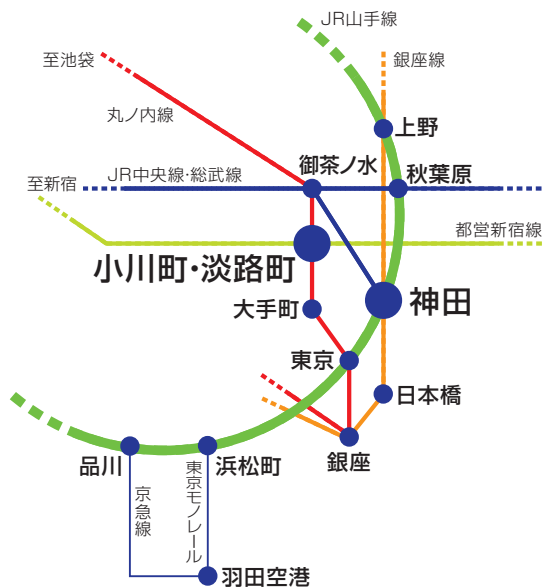 JR山手線
至池袋
銀座線
丸ノ内線
上野
御茶ノ水
JR中央線・総武線
秋葉原
至新宿
都営新宿線
小川町・淡路町
神田
大手町
東京
日本橋
銀座
品川
浜松町
京急線
東京モノレール
羽田空港